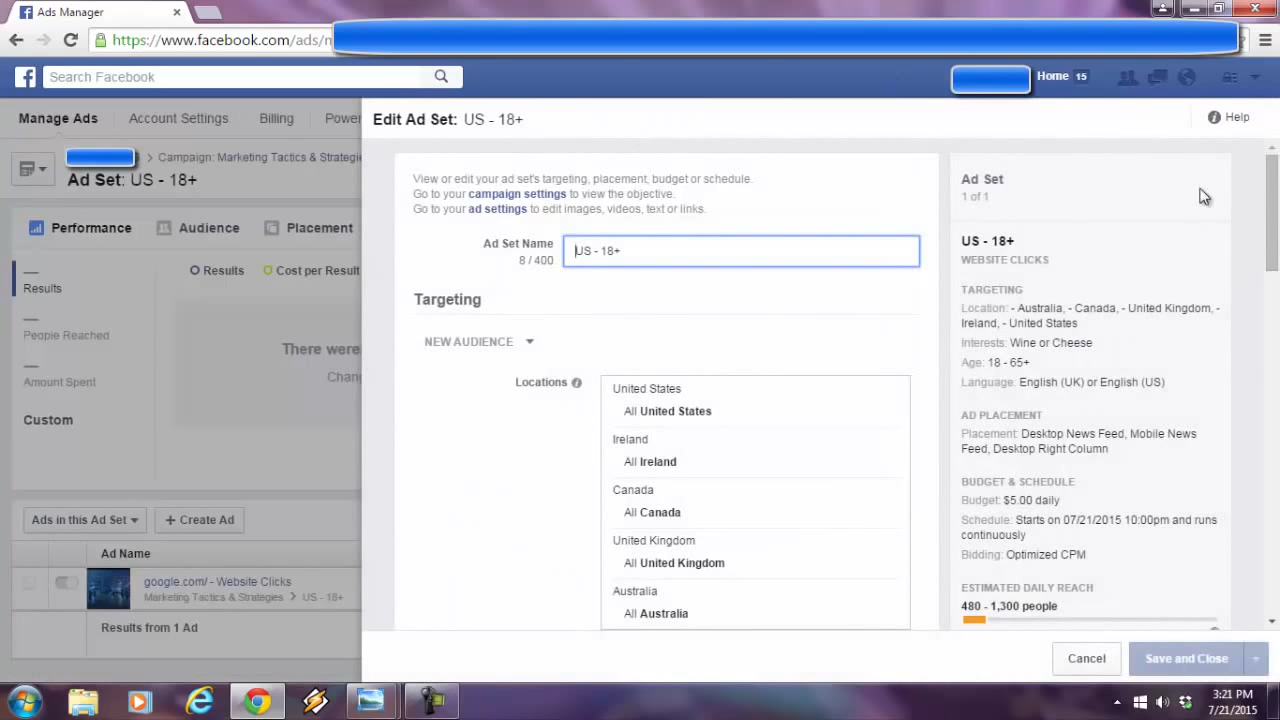 Ads Manager
https://www.facebook.com/ads/m
Search Facebook
Home 15
Manage Ads Account Settings Billing Power
Edit Ad Set: US - 18+
Help
Campaign: Marketing Tactics & Strategie
Ad Set: US - 18+
Performance Audience Placement
Results Cost per Result
Results
People Reached
Amount Spent
Custom
There were
Chang
Ads in this Ad Set
+ Create Ad
Ad Name
google.com/ - Website Clicks
Marketing Tactics & Strategies > US - 18+
Results from 1 Ad
View or edit your ad set's targeting, placement, budget or schedule.
Go to your campaign settings to view the objective.
Go to your ad settings to edit images, videos, text or links.
Ad Set Name
8 / 400
US - 18+
Targeting
NEW AUDIENCE
Locations
United States
All United States
Ireland
All Ireland
Canada
All Canada
United Kingdom
All United Kingdom
Australia
All Australia
Ad Set
1 of 1
US - 18+
WEBSITE CLICKS
TARGETING
Location: - Australia, - Canada, - United Kingdom, -
Ireland, - United States
Interests: Wine or Cheese
Age: 18 - 65+
Language: English (UK) or English (US)
AD PLACEMENT
Placement: Desktop News Feed, Mobile News
Feed, Desktop Right Column
BUDGET & SCHEDULE
Budget: $5.00 daily
Schedule: Starts on 07/21/2015 10:00pm and runs
continuously
Bidding: Optimized CPM
ESTIMATED DAILY REACH
480 - 1,300 people
Cancel
Save and Close
3:21 PM
7/21/2015